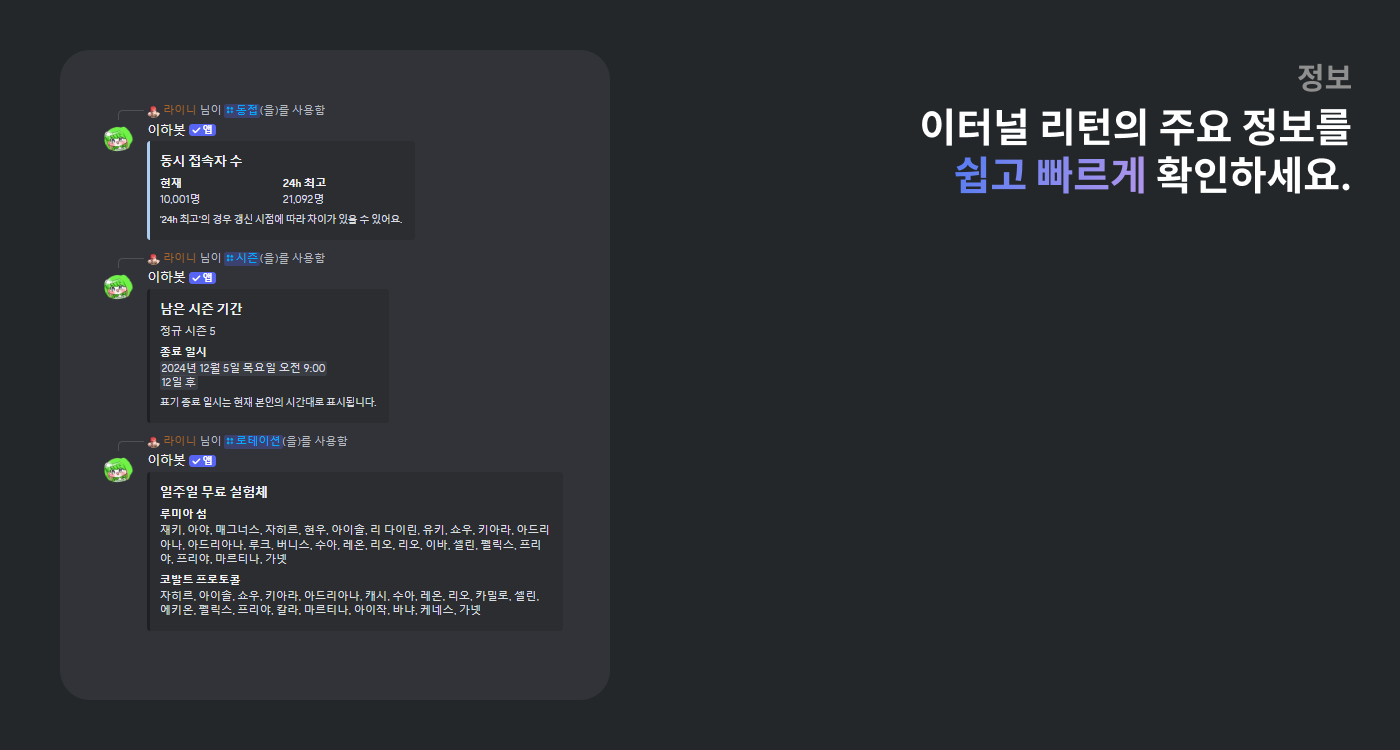 라이니 님이 동접(을)를 사용함
이하봇 앱
동시 접속자 수
현재 24h 최고
10,001명 21,092명
'24h 최고'의 경우 갱신 시점에 따라 차이가 있을 수 있어요.
라이니 님이 시즌(을)를 사용함
이하봇 앱
남은 시즌 기간
정규 시즌 5
종료 일시
2024년 12월 5일 목요일 오전 9:00
12일 후
표기 종료 일시는 현재 본인의 시간대로 표시됩니다.
라이니 님이 로테이션(을)를 사용함
이하봇 앱
일주일 무료 실험체
루미아 섬
재키, 아야, 매그너스, 자히르, 현우, 아이솔, 리 다이린, 유키, 쇼우, 키아라, 아드리
아나, 아드리아나, 루크, 버니스, 수아, 레온, 리오, 리오, 이바, 셀린, 펠릭스, 프리
야, 프리야, 마르티나, 가넷
코발트 프로토콜
자히르, 아이솔, 쇼우, 키아라, 아드리아나, 캐시, 수아, 레온, 리오, 카밀로, 셀린,
에키온, 펠릭스, 프리야, 칼라, 마르티나, 아이작, 바냐, 케네스, 가넷
정보
이터널 리턴의 주요 정보를
쉽고 빠르게 확인하세요.